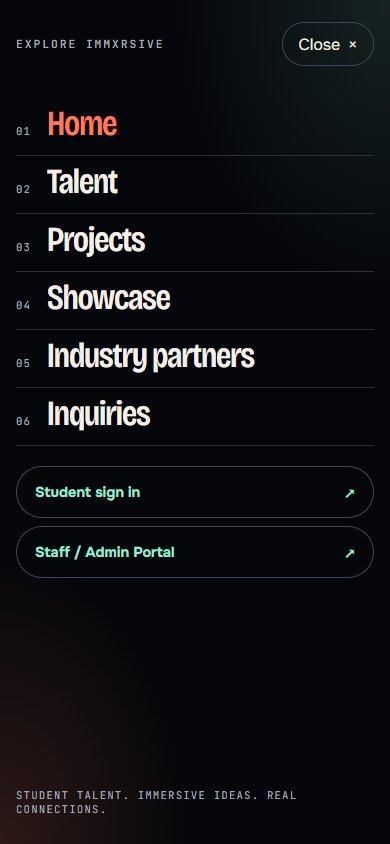 EXPLORE IMMXRSIVE
Close ×
01 Home
02 Talent
03 Projects
04 Showcase
05 Industry partners
06 Inquiries
Student sign in ↗
Staff / Admin Portal ↗
STUDENT TALENT. IMMERSIVE IDEAS. REAL
CONNECTIONS.